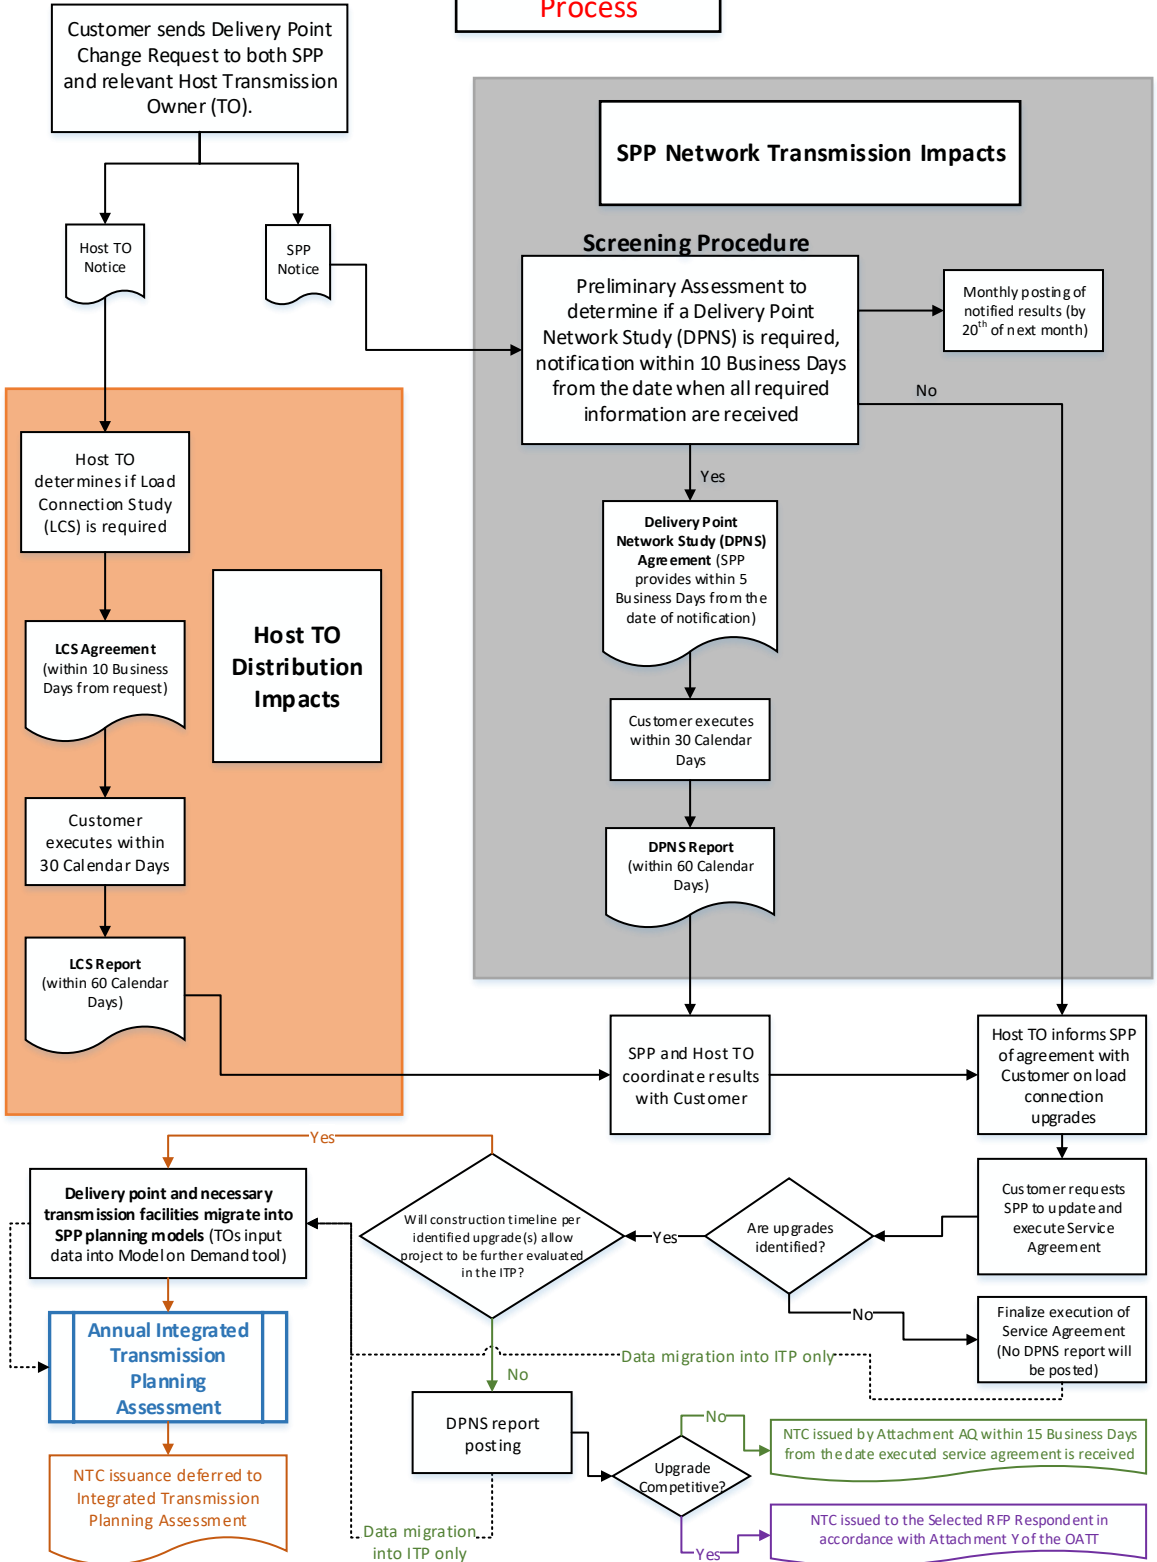 Process
Customer sends Delivery Point
Change Request to both SPP
and relevant Host Transmission
Owner (TO).
SPP Network Transmission Impacts
Host TO
Notice
SPP
Notice
Screening Procedure
Preliminary Assessment to
determine if a Delivery Point
Network Study (DPNS) is required,
notification within 10 Business Days
from the date when all required
information are received
Monthly posting of
notified results (by
20th of next month)
No
Yes
Host TO
determines if Load
Connection Study
(LCS) is required
Delivery Point
Network Study (DPNS)
Agreement (SPP
provides within 5
Business Days from the
date of notification)
Host TO
Distribution
Impacts
LCS Agreement
(within 10 Business
Days from request)
Customer executes
within 30 Calendar
Days
Customer
executes within
30 Calendar Days
DPNS Report
(within 60 Calendar
Days)
LCS Report
(within 60 Calendar
Days)
SPP and Host TO
coordinate results
with Customer
Host TO informs SPP
of agreement with
Customer on load
connection
upgrades
Yes
Delivery point and necessary
transmission facilities migrate into
SPP planning models (TOs input
data into Model on Demand tool)
Will construction timeline per
identified upgrade(s) allow
project to be further evaluated
in the ITP?
Yes
Are upgrades
identified?
Customer requests
SPP to update and
execute Service
Agreement
No
Finalize execution of
Service Agreement
(No DPNS report will
be posted)
Annual Integrated
Transmission
Planning
Assessment
Data migration into ITP only
No
DPNS report
posting
No
NTC issued by Attachment AQ within 15 Business Days
from the date executed service agreement is received
Upgrade
Competitive?
NTC issuance deferred to
Integrated Transmission
Planning Assessment
Data migration
into ITP only
Yes
NTC issued to the Selected RFP Respondent in
accordance with Attachment Y of the OATT